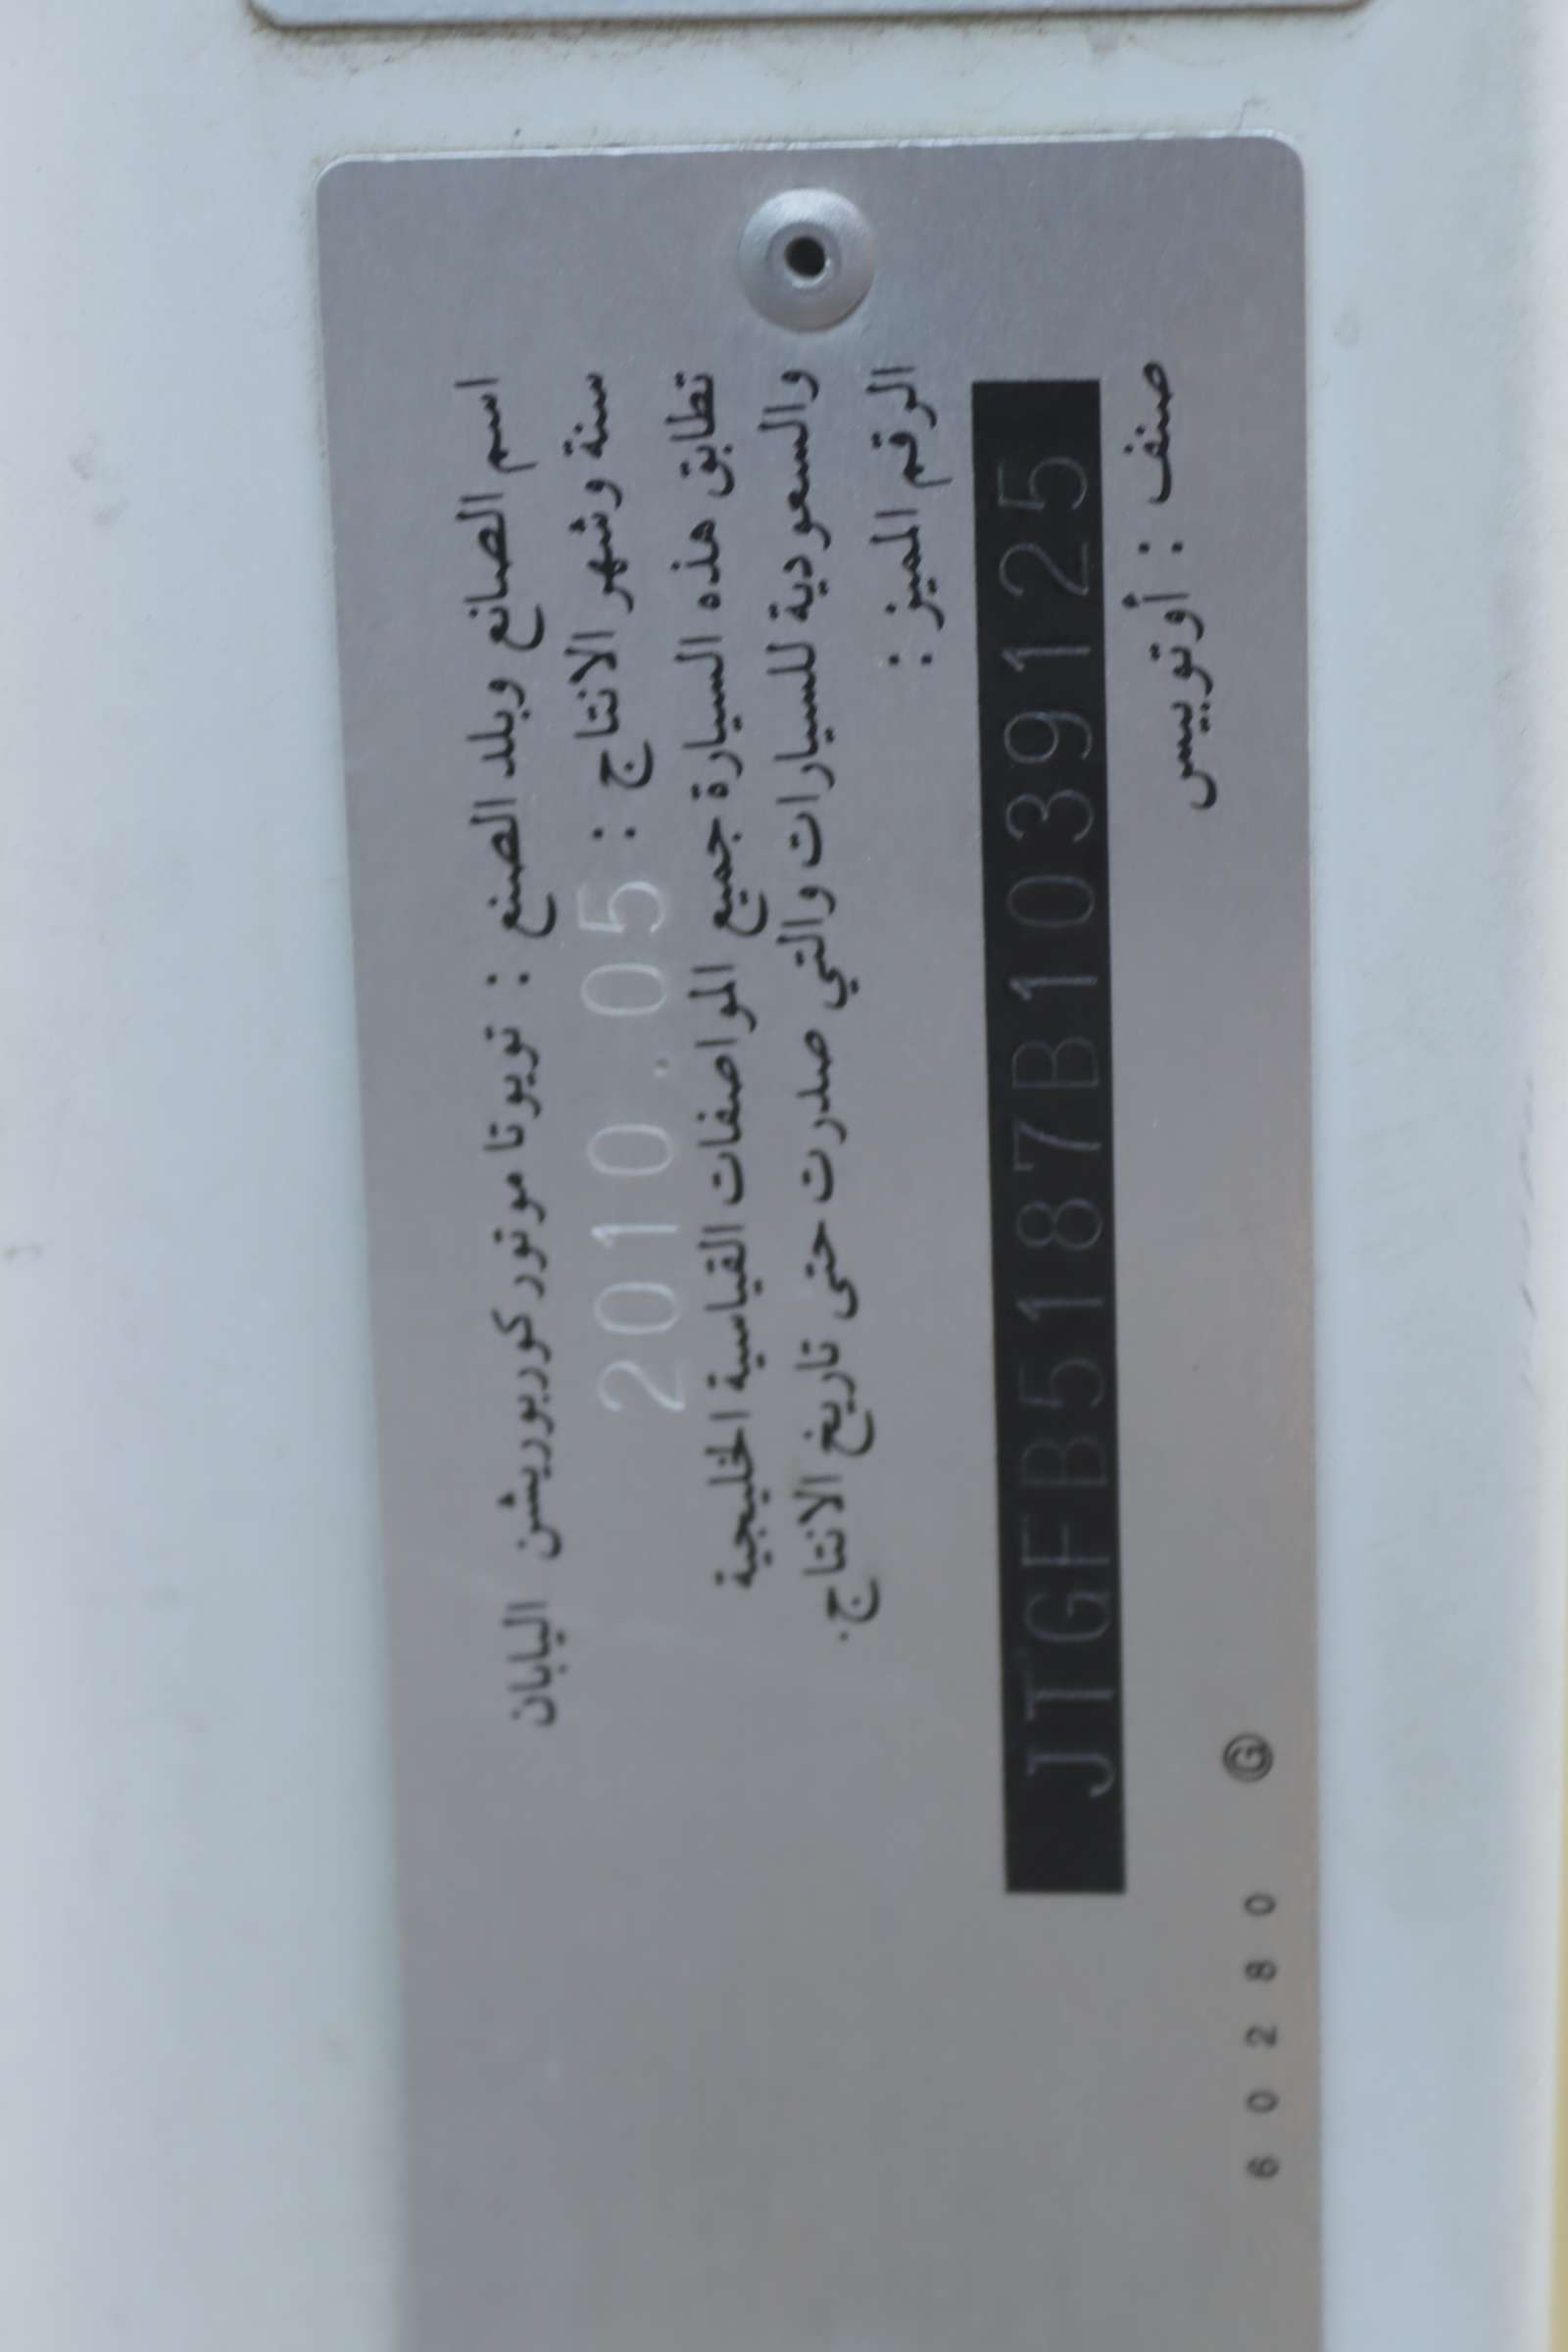 اسم الصانع وبلد الصنع : تويوتا موتور كوربوريشن اليابان
سنة وشهر الانتاج : 2010.05
تطابق هذه السيارة جميع المواصفات القياسية الخليجية
والسعودية للسيارات والتي صدرت حتى تاريخ الانتاج.
الرقم المميز :
JTGFB5187B1039125
صنف : أوتوبيس
60280 G